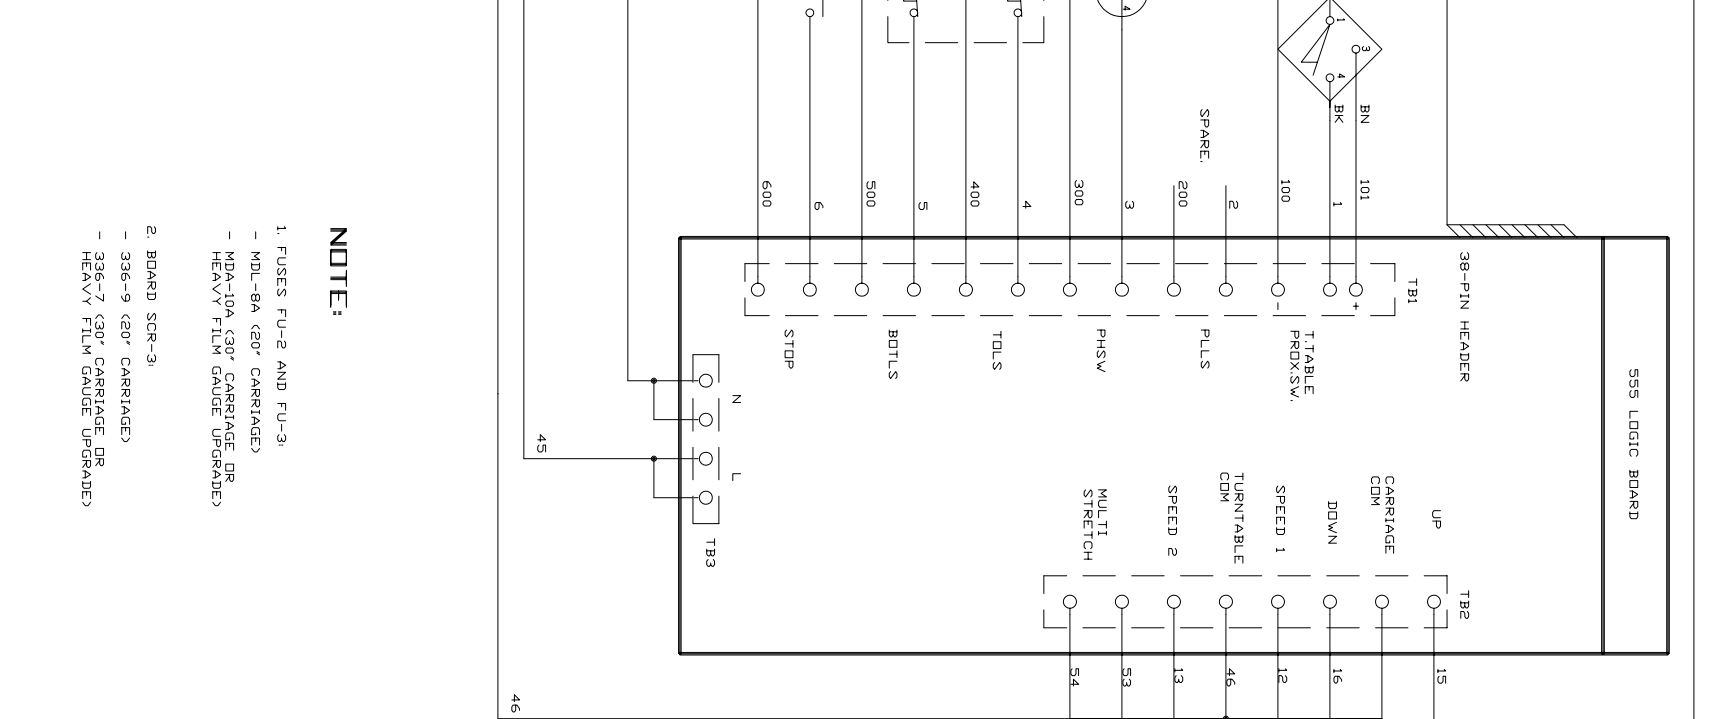 555 LOGIC BOARD
38-PIN HEADER
TB1
+
-
T.TABLE
PROX.SW.
PLLS
PHSW
TOLS
BOTLS
STOP
1
3
4
BN
BK
4
SPARE.
101
1
100
2
200
3
300
4
400
5
500
6
600
TB2
UP
CARRIAGE
COM
DOWN
SPEED 1
TURNTABLE
COM
SPEED 2
MULTI
STRETCH
15
16
12
46
13
53
54
N
L
TB3
45
46
NOTE:
1. FUSES FU-2 AND FU-3:
- MDL-8A (20" CARRIAGE)
- MDA-10A (30" CARRIAGE OR
HEAVY FILM GAUGE UPGRADE)
2. BOARD SCR-3:
- 336-9 (20" CARRIAGE)
- 336-7 (30" CARRIAGE OR
HEAVY FILM GAUGE UPGRADE)